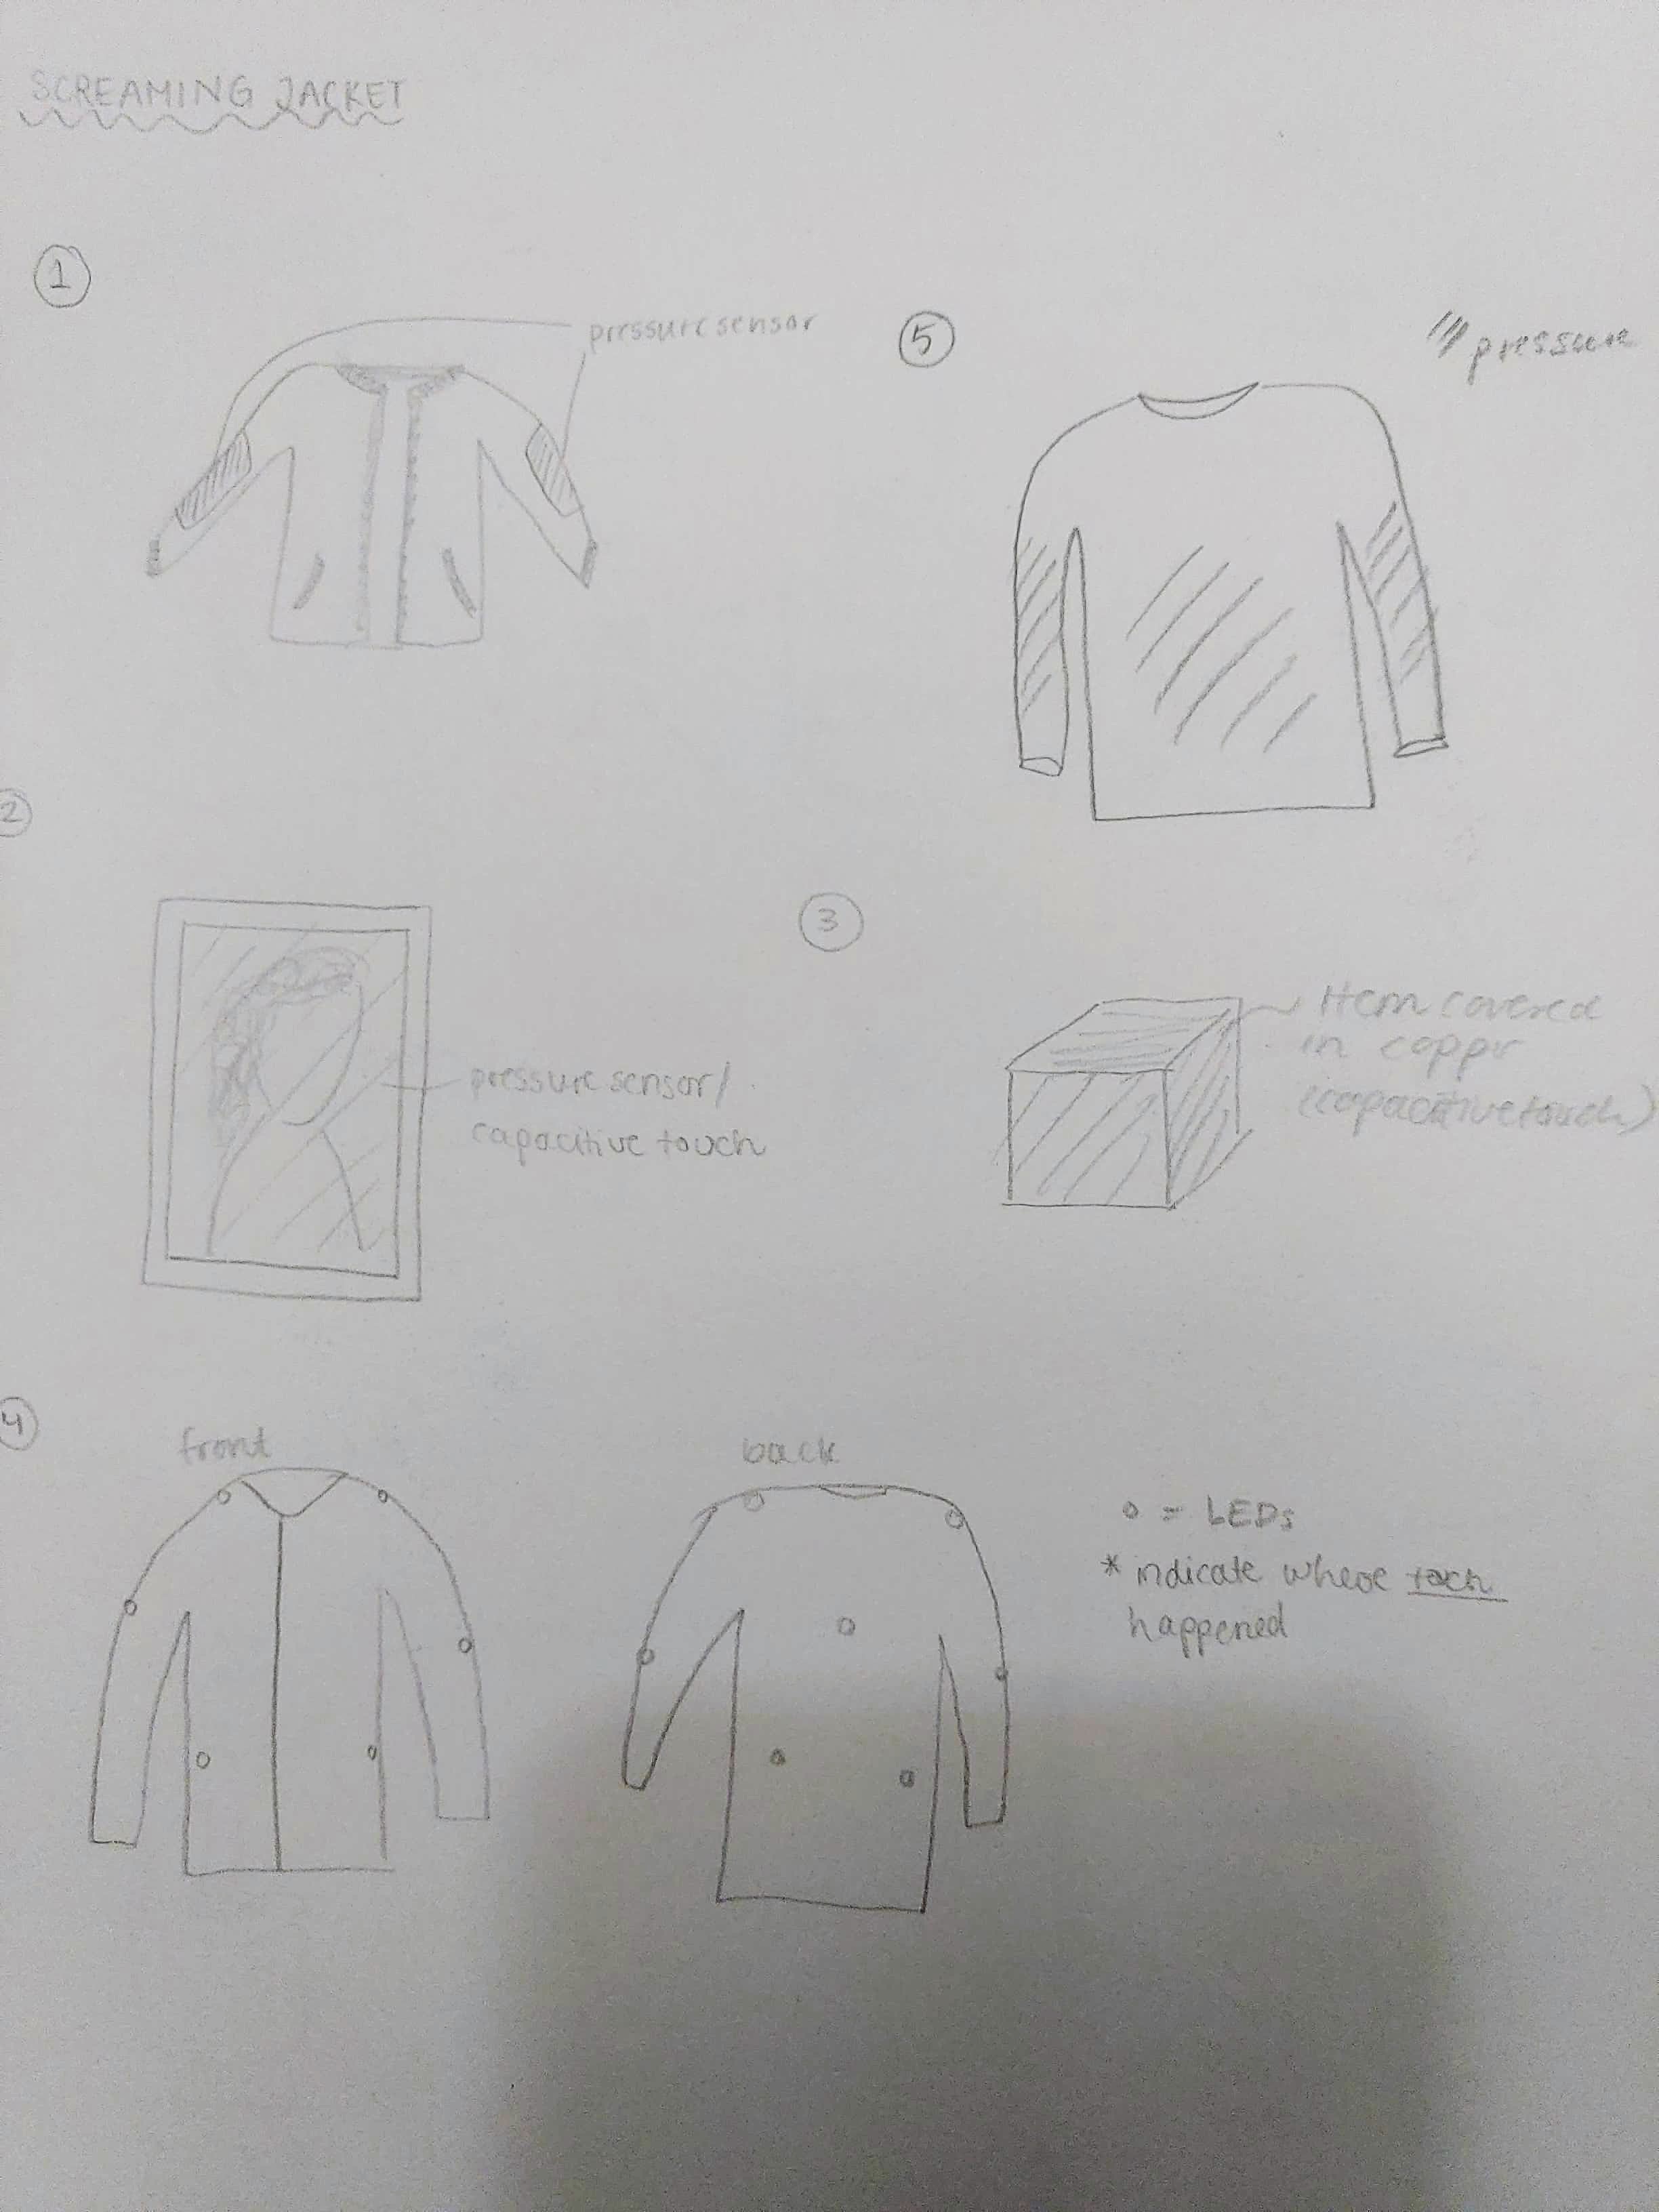 SCREAMING JACKET
1
pressure sensor
5
pressure
2
3
pressure sensor/
capacitive touch
Item covered
in copper
(capacitive touch)
4
front
back
o = LEDs
* indicate where
happened